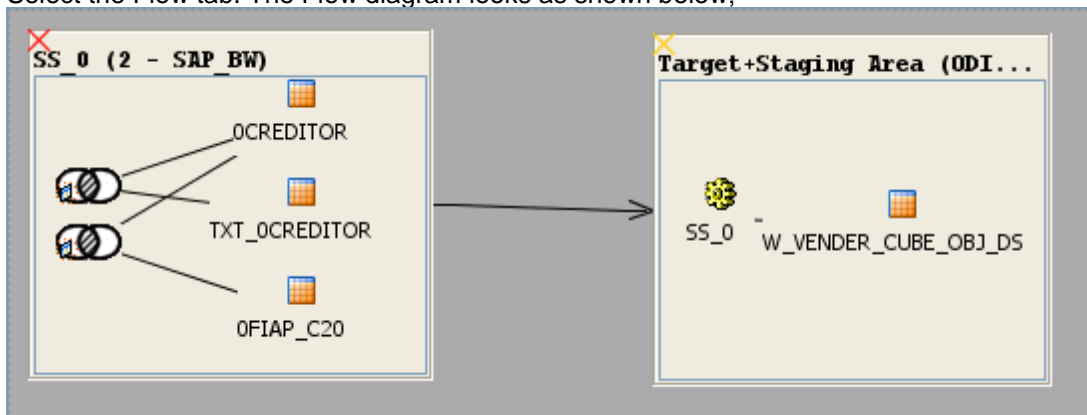 Select the Flow tab. The Flow diagram looks as shown below,
SS_0 (2 - SAP_BW)
0CREDITOR
TXT_0CREDITOR
0FIAP_C20
Target+Staging Area (ODI...
SS_0
W_VENDER_CUBE_OBJ_DS